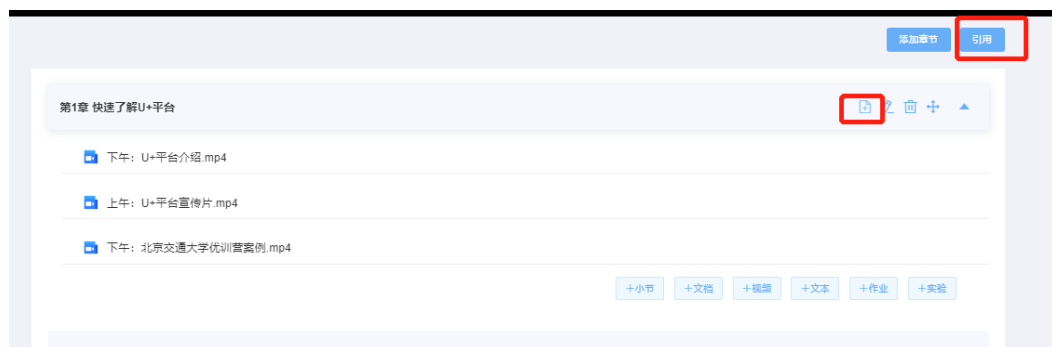 添加章节 引用
第1章 快速了解U+平台
下午：U+平台介绍.mp4
上午：U+平台宣传片.mp4
下午：北京交通大学优训营案例.mp4
+小节 +文档 +视频 +文本 +作业 +实验